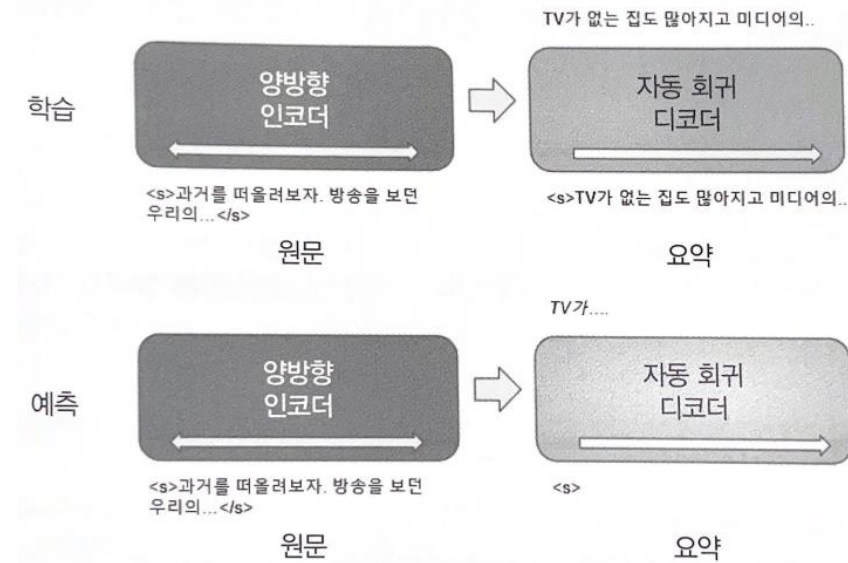 TV가 없는 집도 많아지고 미디어의..
학습
양방향
인코더
자동 회귀
디코더
<s>과거를 떠올려보자. 방송을 보던
우리의...</s>
<s>TV가 없는 집도 많아지고 미디어의..
원문
요약
TV가....
예측
양방향
인코더
자동 회귀
디코더
<s>과거를 떠올려보자. 방송을 보던
우리의...</s>
<s>
원문
요약